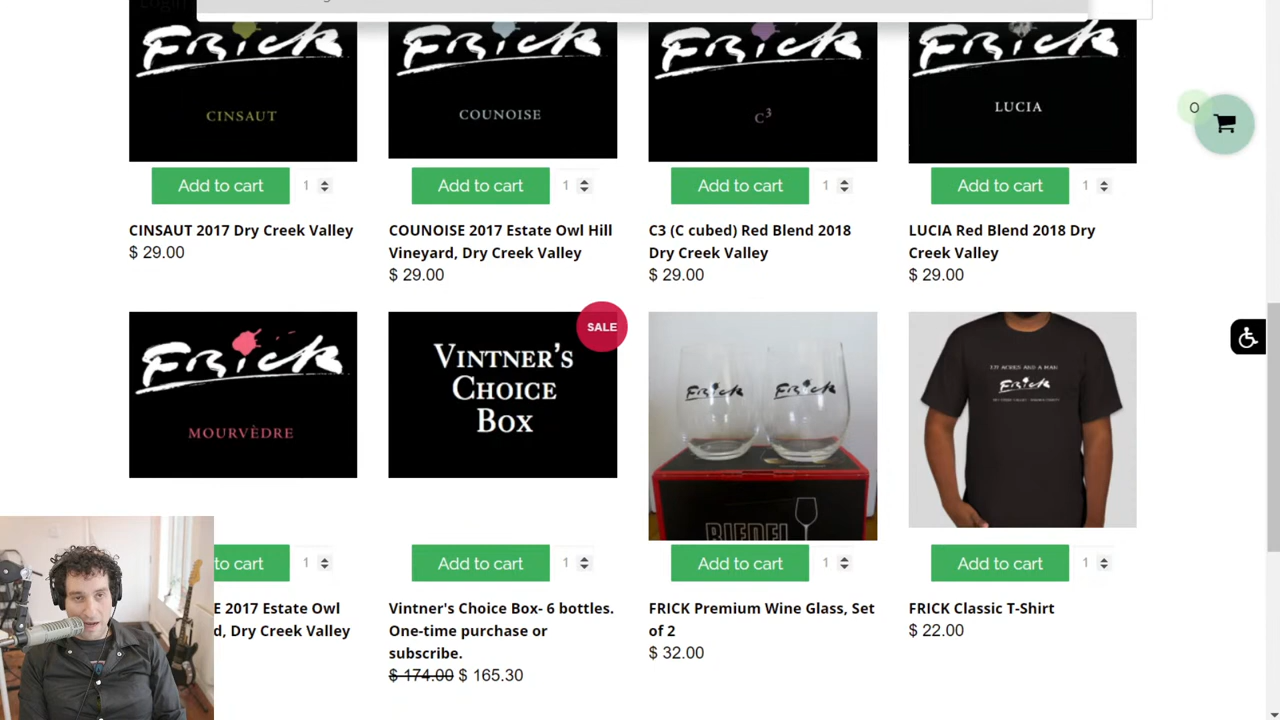 Frick
Frick
Frick
Frick
CINSAUT
COUNOISE
C3
LUCIA
0
Add to cart 1
Add to cart 1
Add to cart 1
Add to cart 1
CINSAUT 2017 Dry Creek Valley
$ 29.00
COUNOISE 2017 Estate Owl Hill
Vineyard, Dry Creek Valley
$ 29.00
C3 (C cubed) Red Blend 2018
Dry Creek Valley
$ 29.00
LUCIA Red Blend 2018 Dry
Creek Valley
$ 29.00
Frick
MOURVÈDRE
SALE
VINTNER'S
CHOICE
BOX
Frick
Frick
RIEDEL
Frick
to cart 1
Add to cart 1
Add to cart 1
Add to cart 1
E 2017 Estate Owl
d, Dry Creek Valley
Vintner's Choice Box- 6 bottles.
One-time purchase or
subscribe.
$ 174.00 $ 165.30
FRICK Premium Wine Glass, Set
of 2
$ 32.00
FRICK Classic T-Shirt
$ 22.00